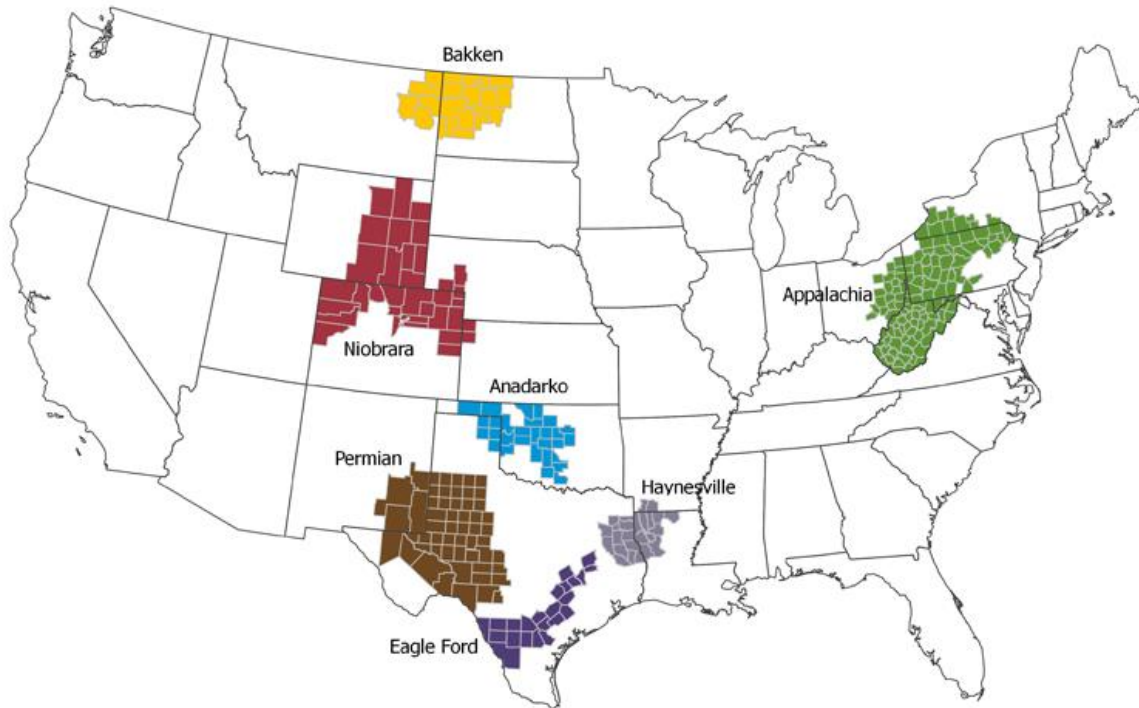 Bakken
Appalachia
Niobrara
Anadarko
Permian
Haynesville
Eagle Ford